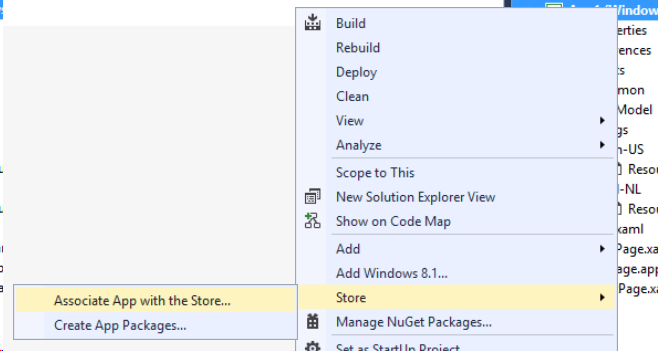 Build
Rebuild
Deploy
Clean
View
Analyze
Scope to This
New Solution Explorer View
Show on Code Map
Add
Add Windows 8.1...
Store
Associate App with the Store...
Create App Packages...
Manage NuGet Packages...
Set as StartUp Project
(Window
erties
ences
ts
mon
Model
gs
n-US
Reso
-NL
Reso
xaml
Page.xa
age.app
Page.xa